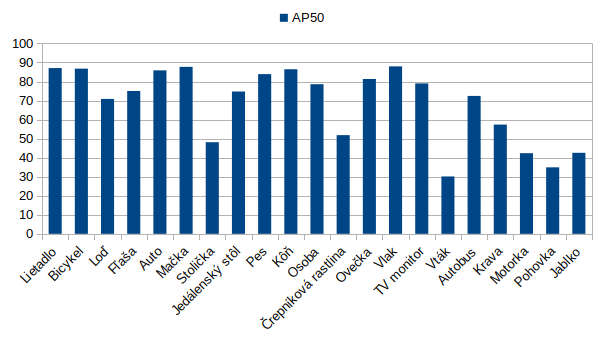 AP50
100
90
80
70
60
50
40
30
20
10
0
Lietadlo
Bicykel
Loď
Fľaša
Auto
Mačka
Stolička
Jedálenský stôl
Pes
Kôň
Osoba
Črepníková rastlina
Ovečka
Vlak
TV monitor
Vták
Autobus
Krava
Motorka
Pohovka
Jablko